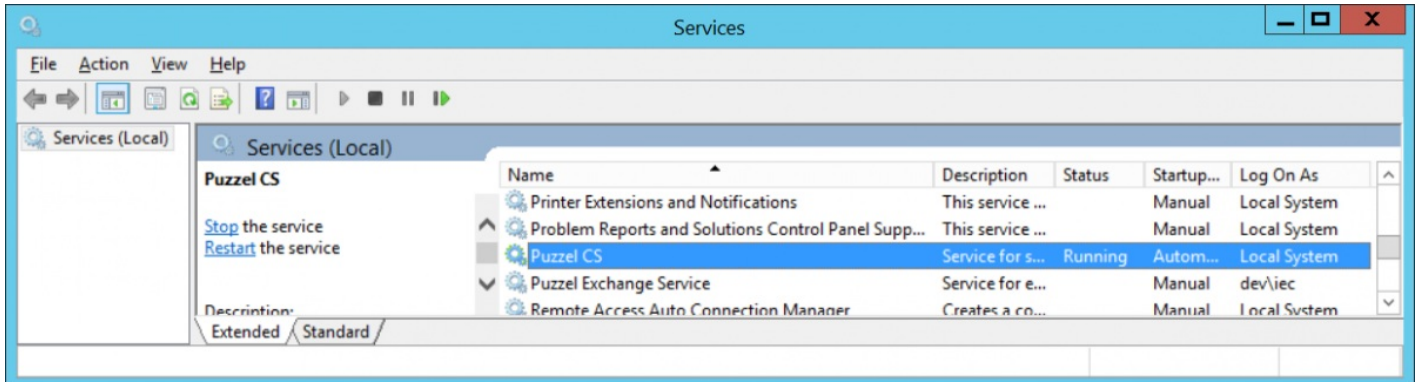 Services
File Action View Help
Services (Local)
Services (Local)
Puzzel CS
Stop the service
Restart the service
Description:
Name Description Status Startup... Log On As
Printer Extensions and Notifications This service ... Manual Local System
Problem Reports and Solutions Control Panel Supp... This service ... Manual Local System
Puzzel CS Service for s... Running Autom... Local System
Puzzel Exchange Service Service for e... Manual dev\iec
Remote Access Auto Connection Manager Creates a co... Manual Local System
Extended Standard